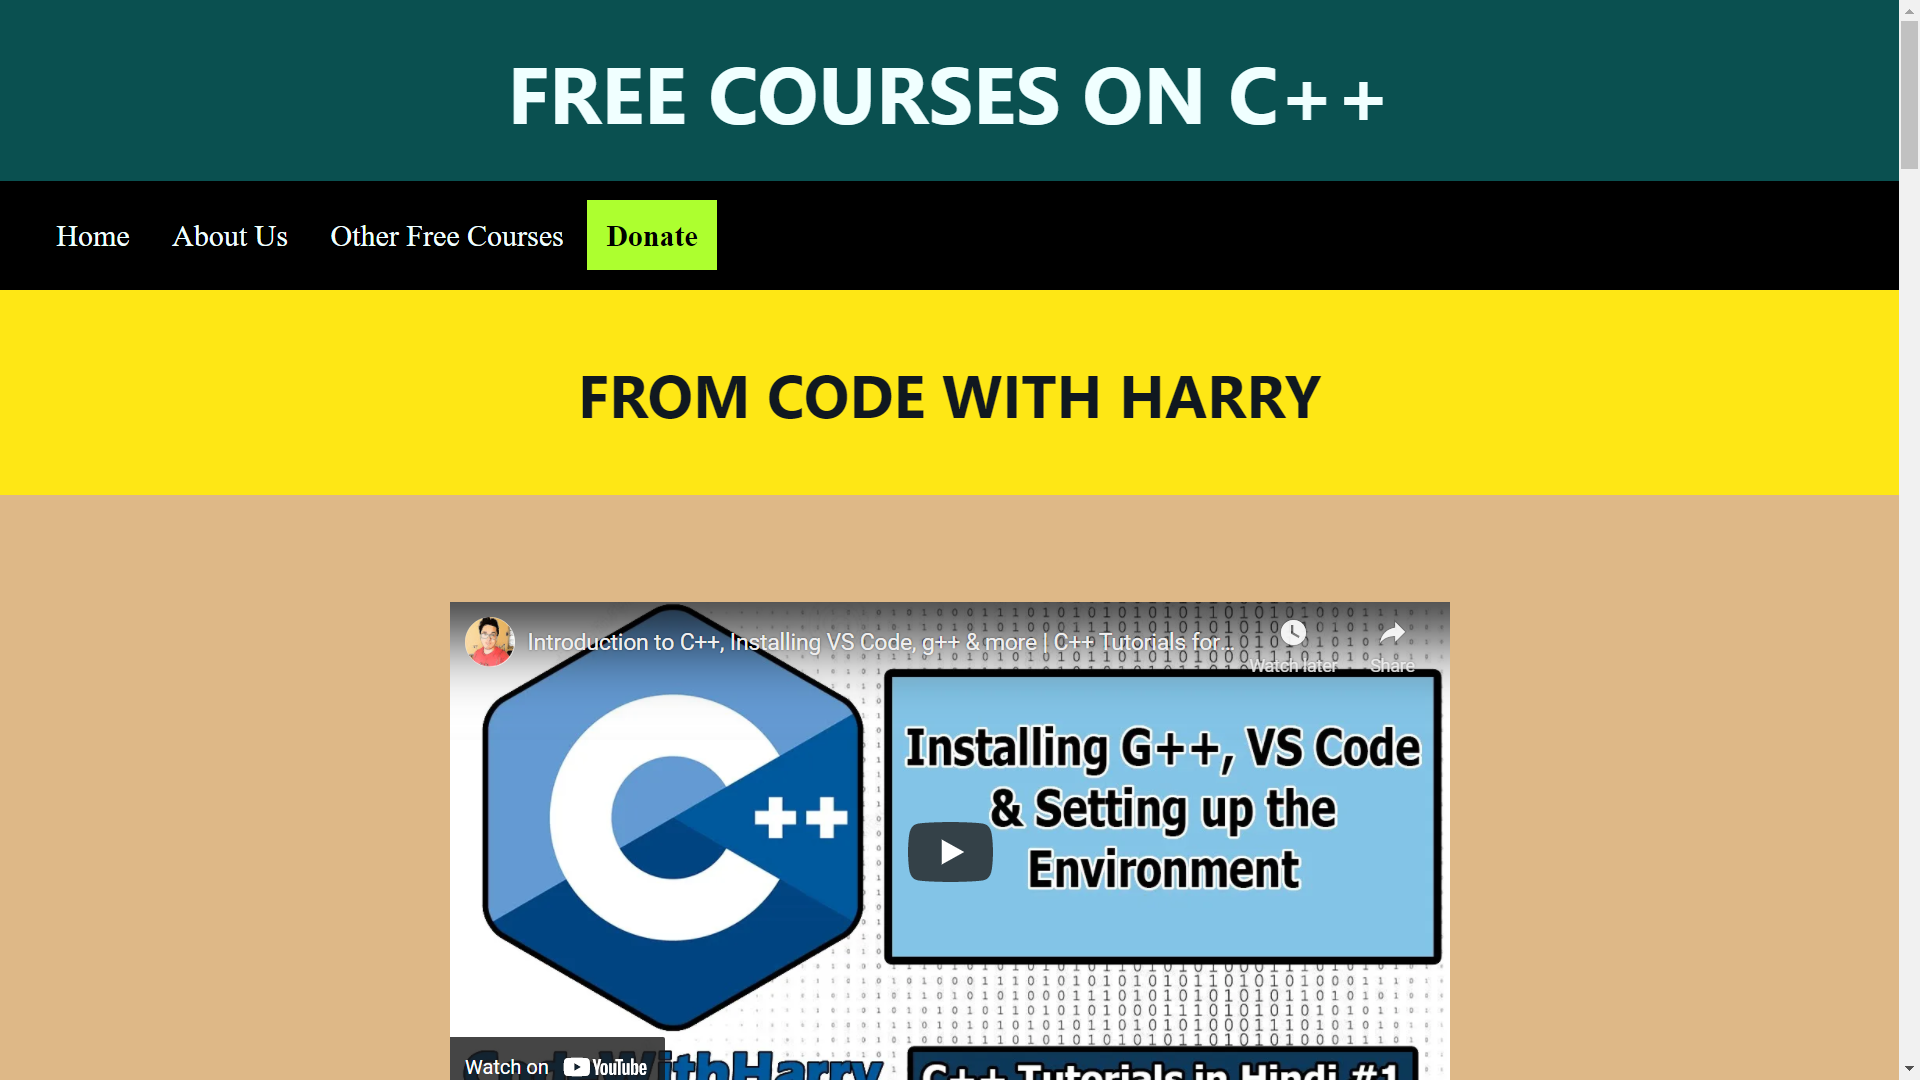 FREE COURSES ON C++
Home
About Us
Other Free Courses
Donate
FROM CODE WITH HARRY
Introduction to C++, Installing VS Code, g++ & more | C++ Tutorials for...
Watch later
Share
Installing G++, VS Code
& Setting up the
Environment
++
Watch on YouTube
WithHarry
C++ Tutorials in Hindi #1